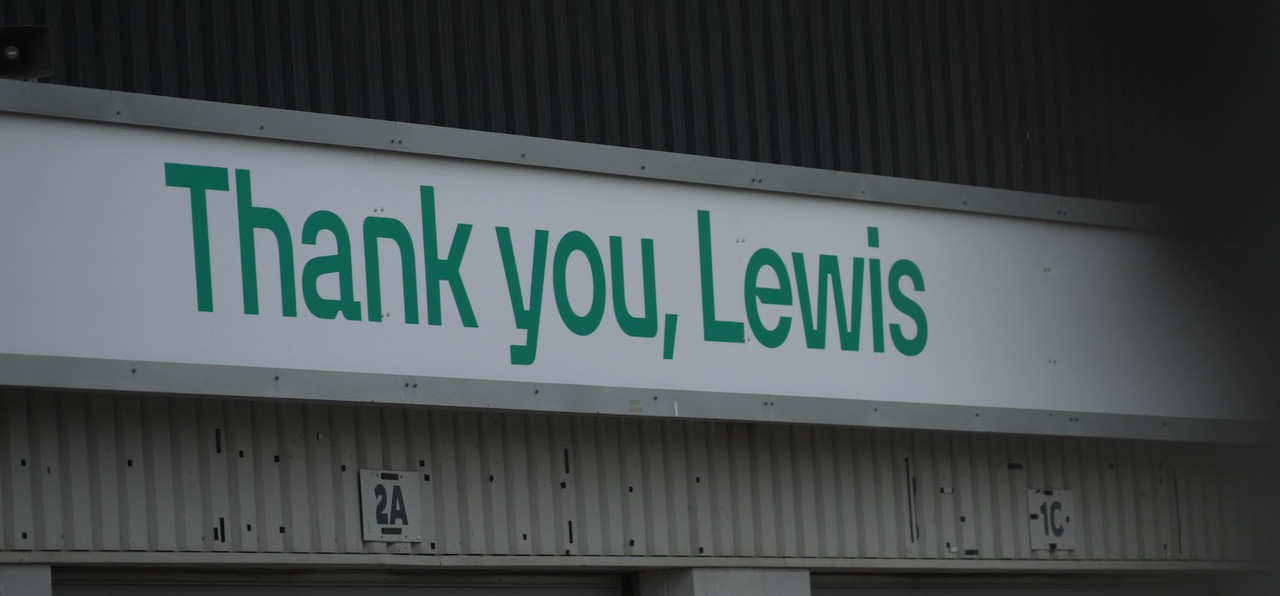 Thank you, Lewis
2A
-1C-